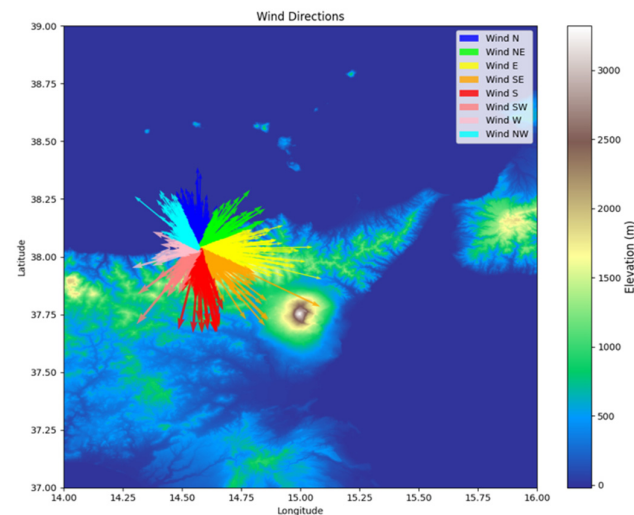 Wind Directions
39.00
38.75
38.50
38.25
38.00
37.75
37.50
37.25
37.00
Latitude
14.00 14.25 14.50 14.75 15.00 15.25 15.50 15.75 16.00
Longitude
Wind N
Wind NE
Wind E
Wind SE
Wind S
Wind SW
Wind W
Wind NW
3000
2500
2000
1500
1000
500
0
Elevation (m)